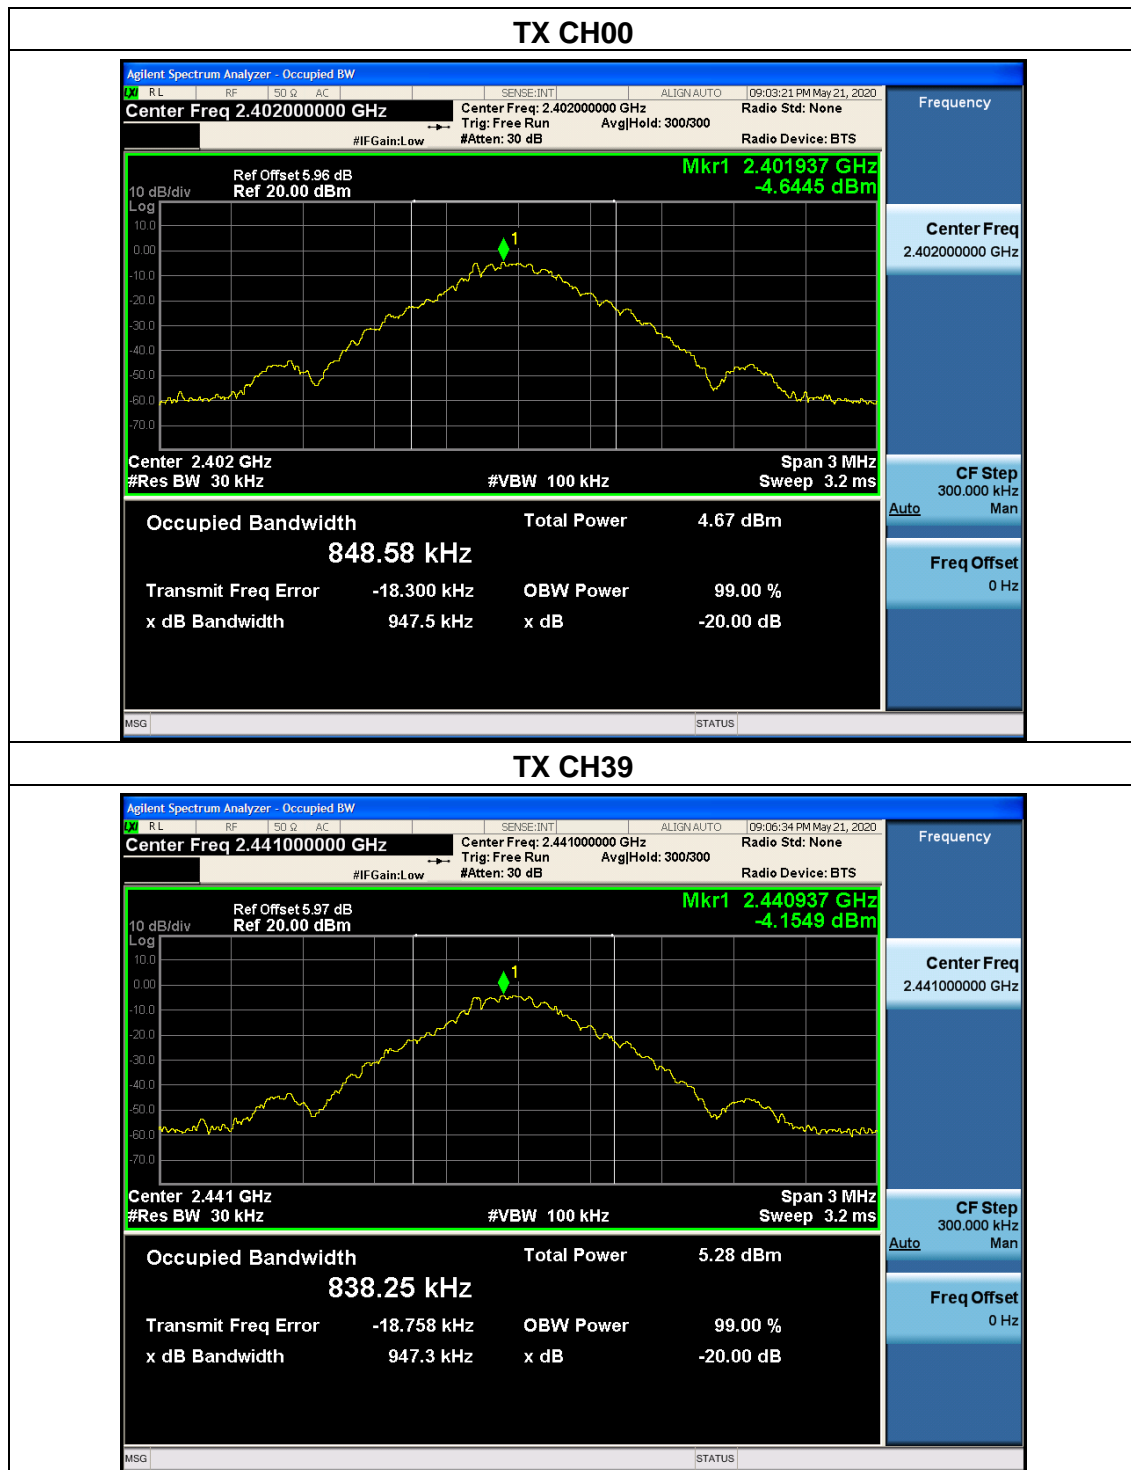 TX CH00
Agilent Spectrum Analyzer - Occupied BW
LXI RL RF 50 Ω AC SENSE:INT ALIGN AUTO 09:03:21 PM May 21, 2020
Center Freq 2.402000000 GHz
Center Freq: 2.402000000 GHz Radio Std: None
Trig: Free Run Avg|Hold: 300/300
#IFGain:Low #Atten: 30 dB Radio Device: BTS
Frequency
Mkr1 2.401937 GHz
-4.6445 dBm
Ref Offset 5.96 dB
10 dB/div Ref 20.00 dBm
Log
10.0
0.00
-10.0
-20.0
-30.0
-40.0
-50.0
-60.0
-70.0
1
Center Freq
2.402000000 GHz
Center 2.402 GHz Span 3 MHz
#Res BW 30 kHz #VBW 100 kHz Sweep 3.2 ms
CF Step
300.000 kHz
Auto Man
Occupied Bandwidth Total Power 4.67 dBm
848.58 kHz
Freq Offset
0 Hz
Transmit Freq Error -18.300 kHz OBW Power 99.00 %
x dB Bandwidth 947.5 kHz x dB -20.00 dB
MSG STATUS
TX CH39
Agilent Spectrum Analyzer - Occupied BW
LXI RL RF 50 Ω AC SENSE:INT ALIGN AUTO 09:06:34 PM May 21, 2020
Center Freq 2.441000000 GHz
Center Freq: 2.441000000 GHz Radio Std: None
Trig: Free Run Avg|Hold: 300/300
#IFGain:Low #Atten: 30 dB Radio Device: BTS
Frequency
Mkr1 2.440937 GHz
-4.1549 dBm
Ref Offset 5.97 dB
10 dB/div Ref 20.00 dBm
Log
10.0
0.00
-10.0
-20.0
-30.0
-40.0
-50.0
-60.0
-70.0
1
Center Freq
2.441000000 GHz
Center 2.441 GHz Span 3 MHz
#Res BW 30 kHz #VBW 100 kHz Sweep 3.2 ms
CF Step
300.000 kHz
Auto Man
Occupied Bandwidth Total Power 5.28 dBm
838.25 kHz
Freq Offset
0 Hz
Transmit Freq Error -18.758 kHz OBW Power 99.00 %
x dB Bandwidth 947.3 kHz x dB -20.00 dB
MSG STATUS